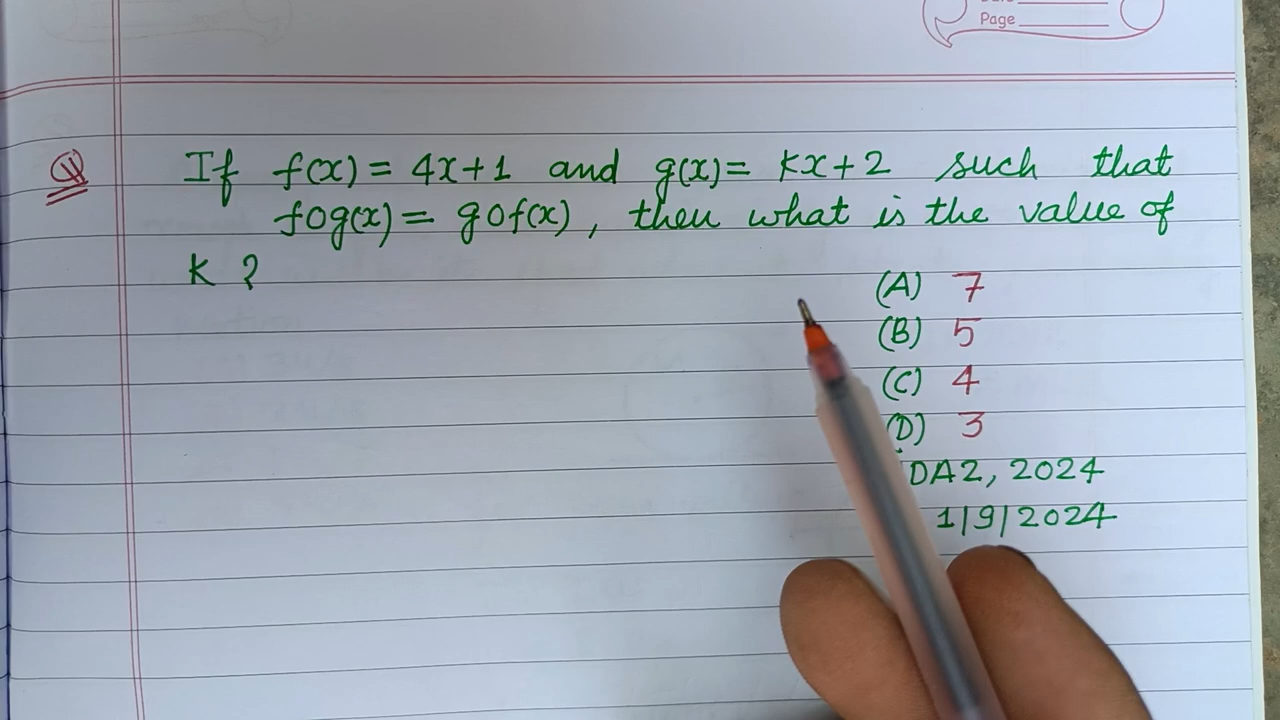 Page
Q If f(x) = 4x+1 and g(x) = kx+2 such that
fog(x) = gof(x), then what is the value of
k ?
(A) 7
(B) 5
(C) 4
(D) 3
DA2, 2024
1/9/2024